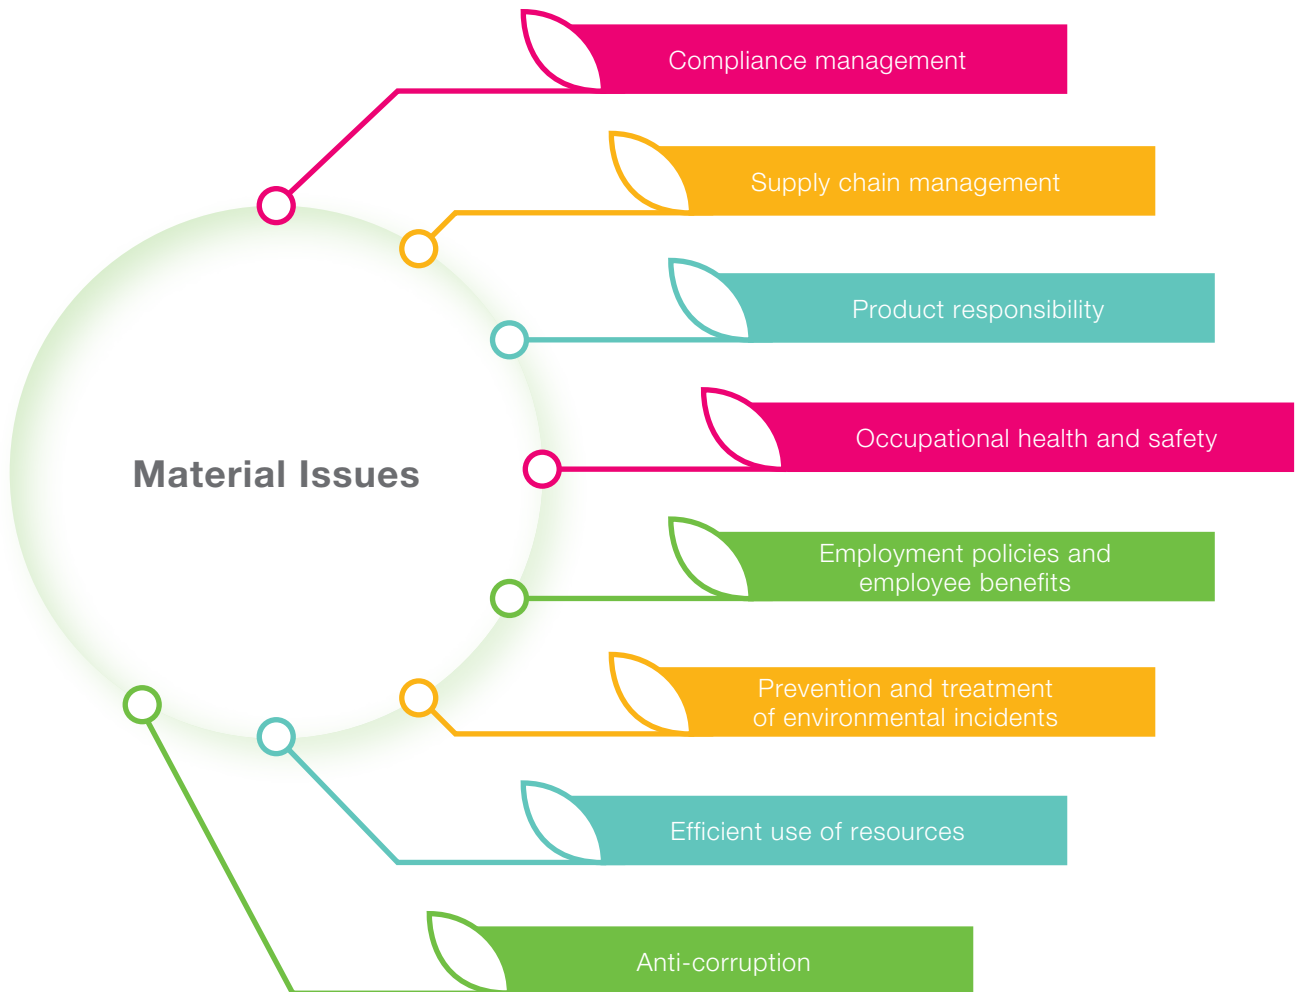 Compliance management
Supply chain management
Product responsibility
Occupational health and safety
Material Issues
Employment policies and
employee benefits
Prevention and treatment
of environmental incidents
Efficient use of resources
Anti-corruption